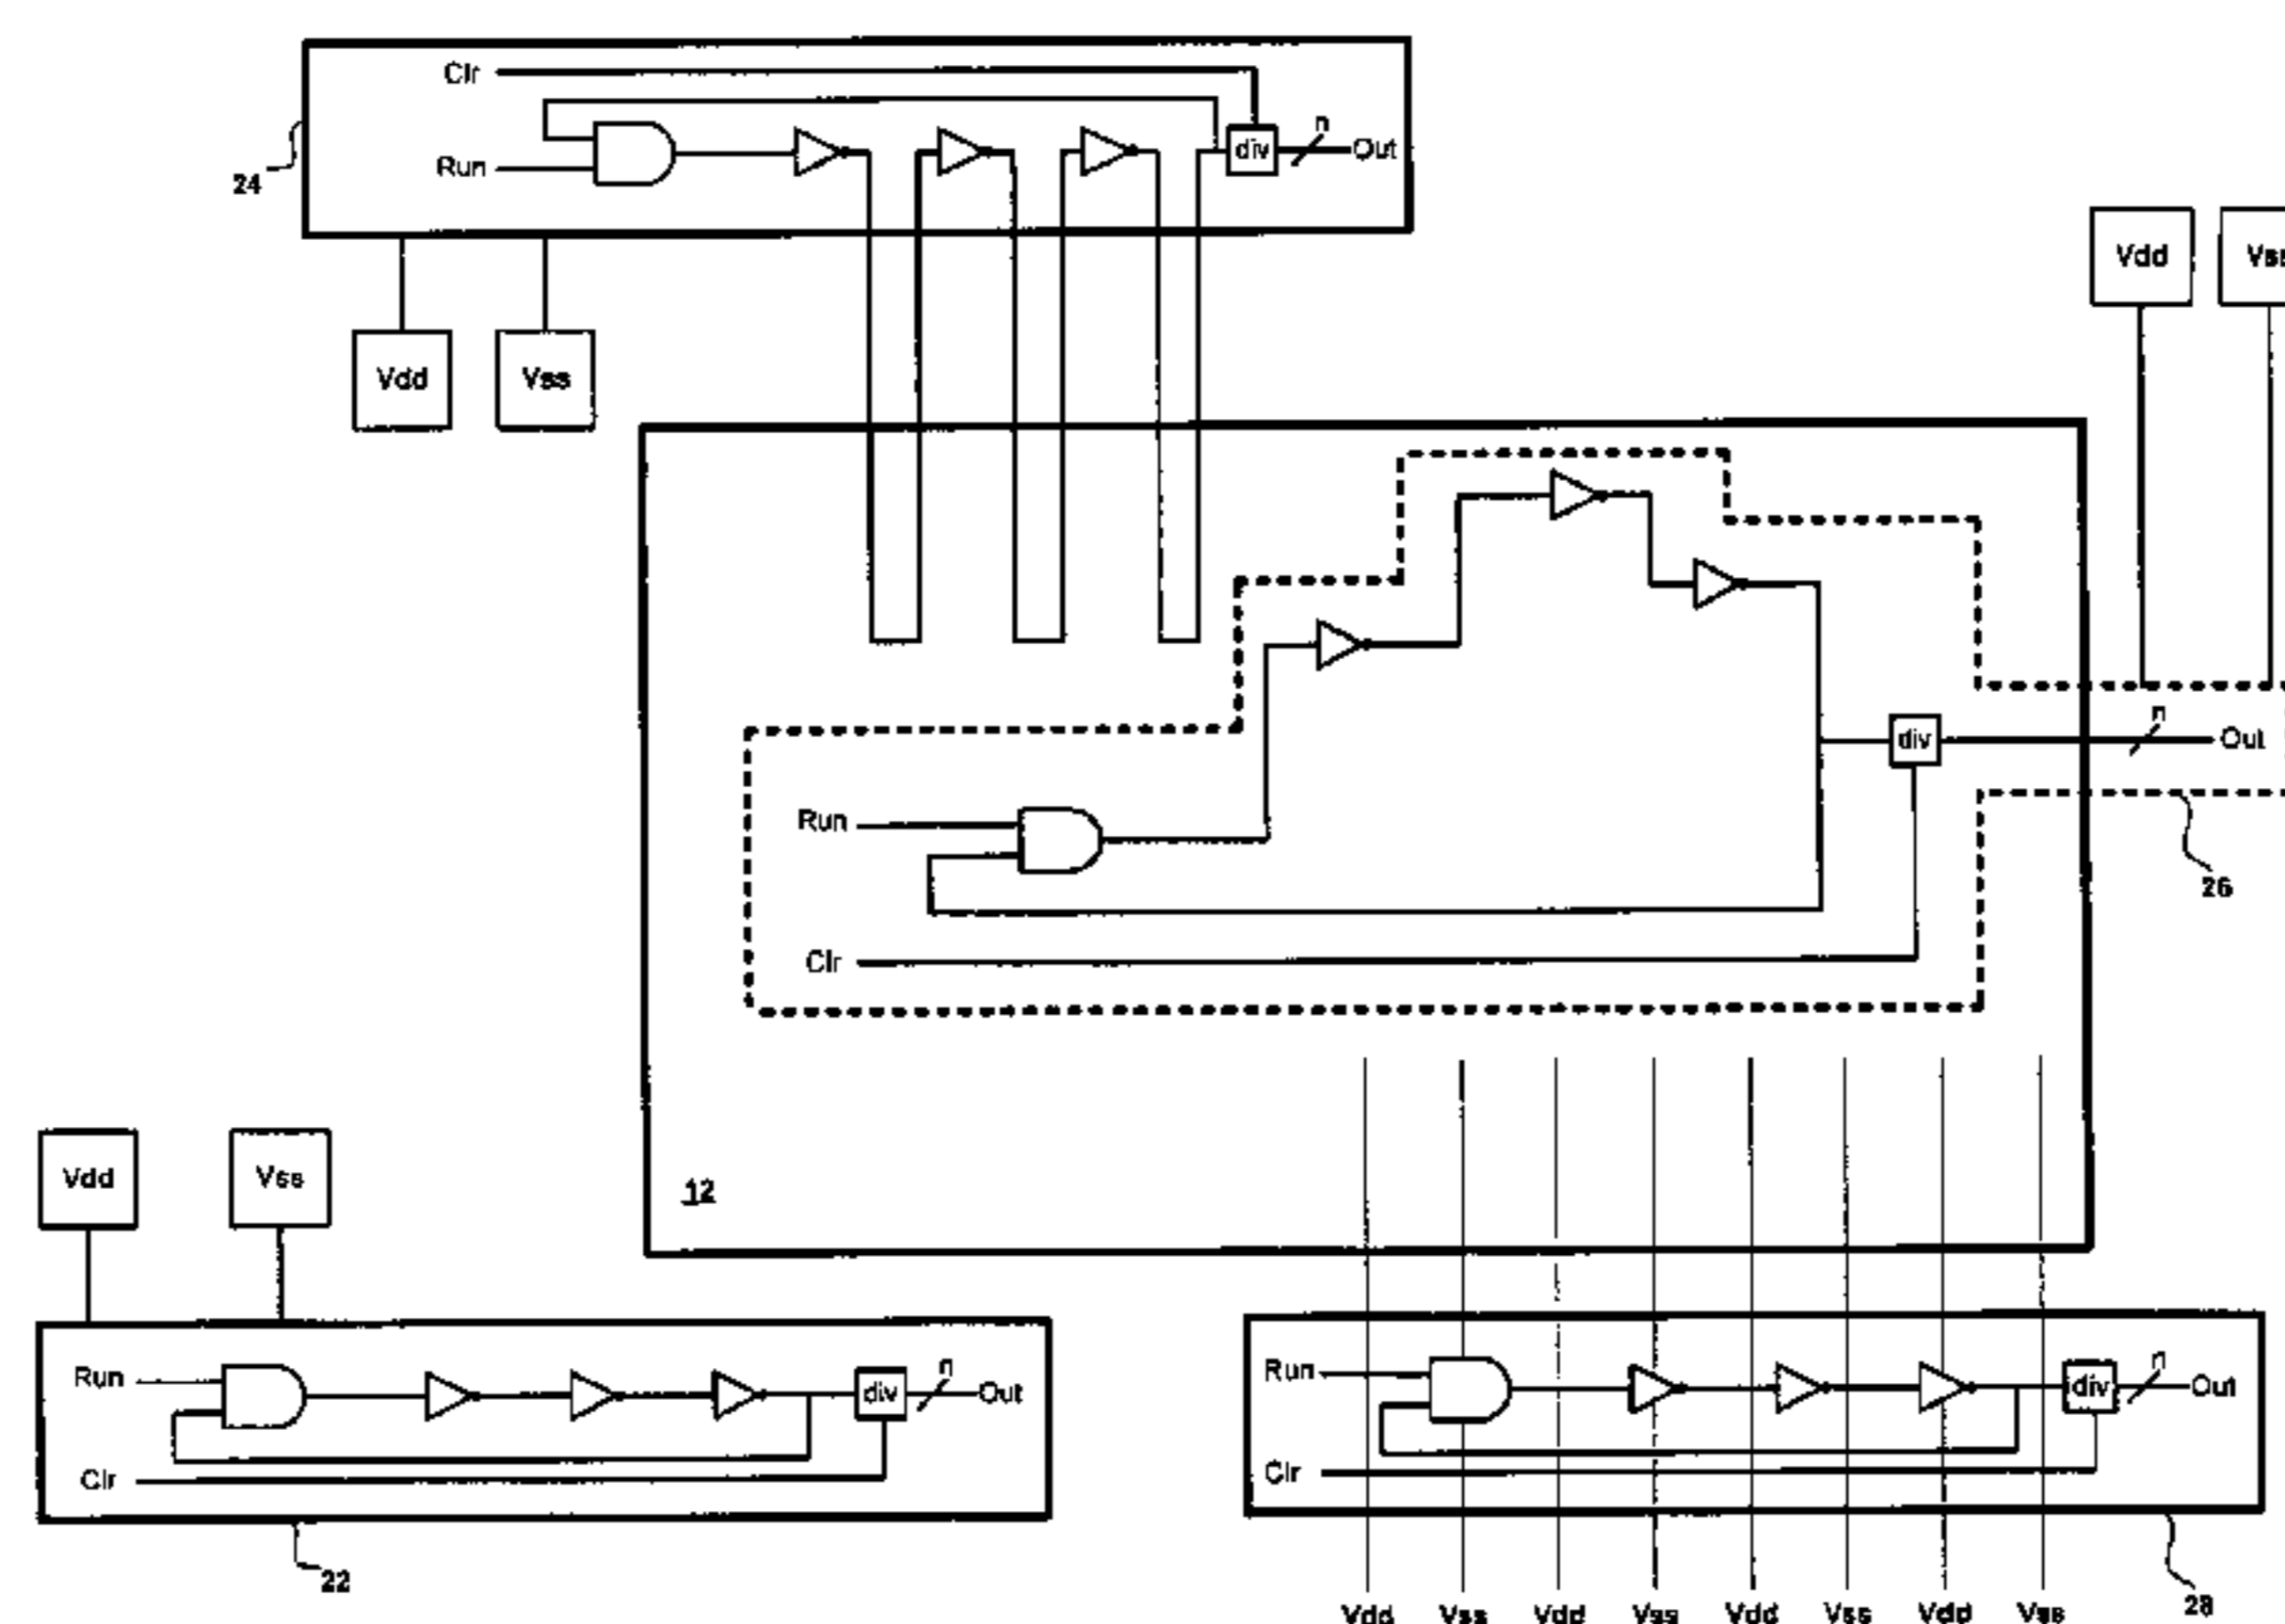 Clr
n
div
Out
Run
24
Vdd
Vss
Vdd
Vss
n
div
Out
Run
26
Clr
12
Vdd
Vss
Run
n
div
Out
Clr
22
Run
n
div
Out
Clr
28
Vdd Vss Vdd Vss Vdd Vss Vdd Vss